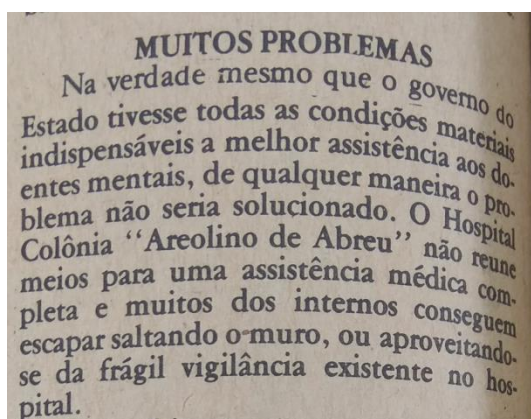 MUITOS PROBLEMAS
Na verdade mesmo que o governo do
Estado tivesse todas as condições materiais
indispensáveis a melhor assistência aos do-
entes mentais, de qualquer maneira o pro-
blema não seria solucionado. O Hospital
Colônia "Areolino de Abreu" não reune
meios para uma assistência médica com-
pleta e muitos dos internos conseguem
escapar saltando o muro, ou aproveitando-
se da frágil vigilância existente no hos-
pital.